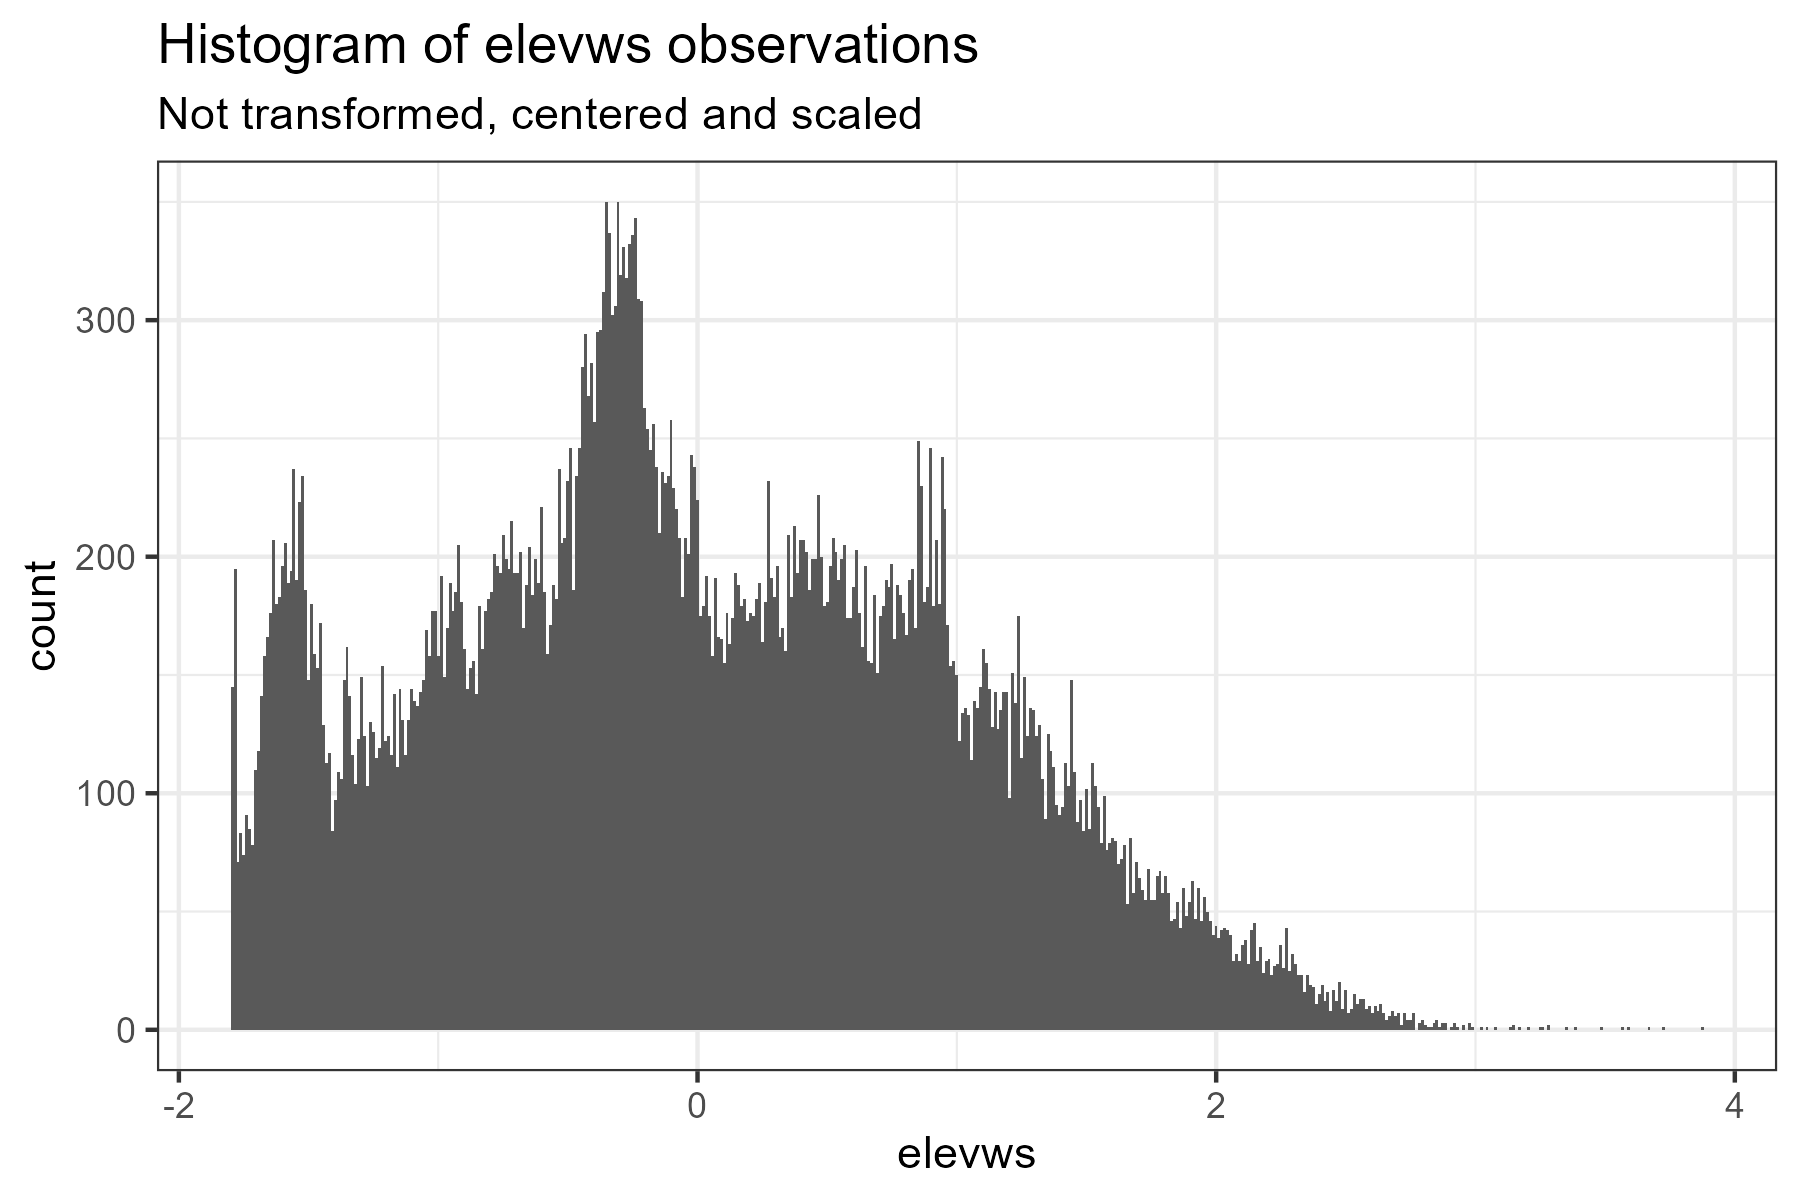 Histogram of elevws observations
Not transformed, centered and scaled
count
300
200
100
0
-2 0 2 4
elevws